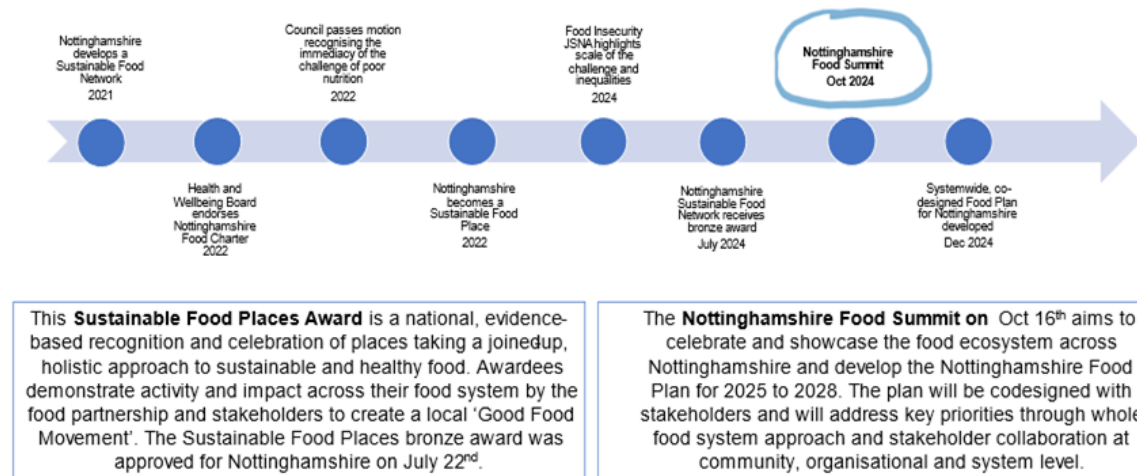 Nottinghamshire
develops a
Sustainable Food
Network
2021
Health and
Wellbeing Board
endorses
Nottinghamshire
Food Charter
2022
Council passes motion
recognising the
immediacy of the
challenge of poor
nutrition
2022
Nottinghamshire
becomes a
Sustainable Food
Place
2022
Food Insecurity
JSNA highlights
scale of the
challenge and
inequalities
2024
Nottinghamshire
Sustainable Food
Network receives
bronze award
July 2024
Nottinghamshire
Food Summit
Oct 2024
Systemwide, co-
designed Food Plan
for Nottinghamshire
developed
Dec 2024
This Sustainable Food Places Award is a national, evidence-
based recognition and celebration of places taking a joined-up,
holistic approach to sustainable and healthy food. Awardees
demonstrate activity and impact across their food system by the
food partnership and stakeholders to create a local ‘Good Food
Movement’. The Sustainable Food Places bronze award was
approved for Nottinghamshire on July 22nd.
The Nottinghamshire Food Summit on Oct 16th aims to
celebrate and showcase the food ecosystem across
Nottinghamshire and develop the Nottinghamshire Food
Plan for 2025 to 2028. The plan will be codesigned with
stakeholders and will address key priorities through whole
food system approach and stakeholder collaboration at
community, organisational and system level.